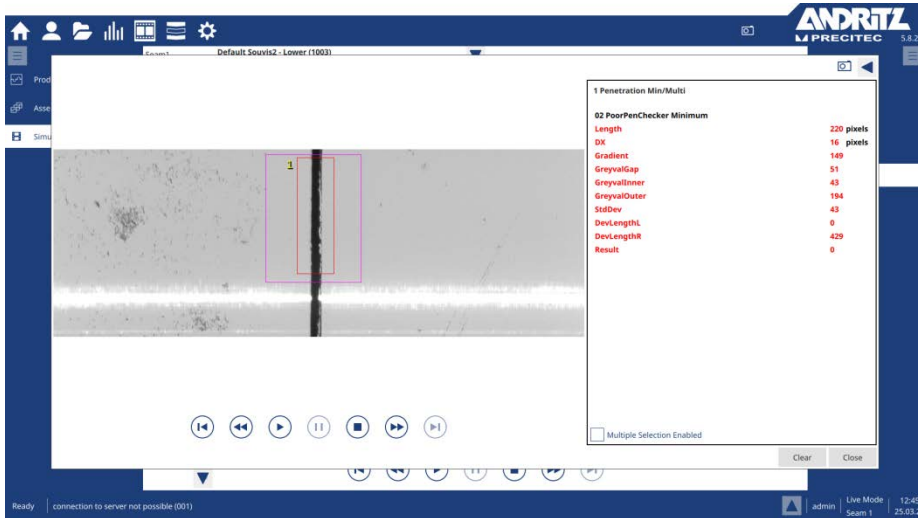 ANDRITZ
PRECITEC
5.8.2
Seam1
Default Souvis2 - Lower (1003)
Prod
Asse
Simu
1
1 Penetration Min/Multi
02 PoorPenChecker Minimum
Length 220 pixels
DX 16 pixels
Gradient 149
GreyvalGap 51
GreyvalInner 43
GreyvalOuter 194
StdDev 43
DevLengthL 0
DevLengthR 429
Result 0
Multiple Selection Enabled
Clear Close
Ready connection to server not possible (001)
admin Live Mode 12:45
Seam 1 25.03.2